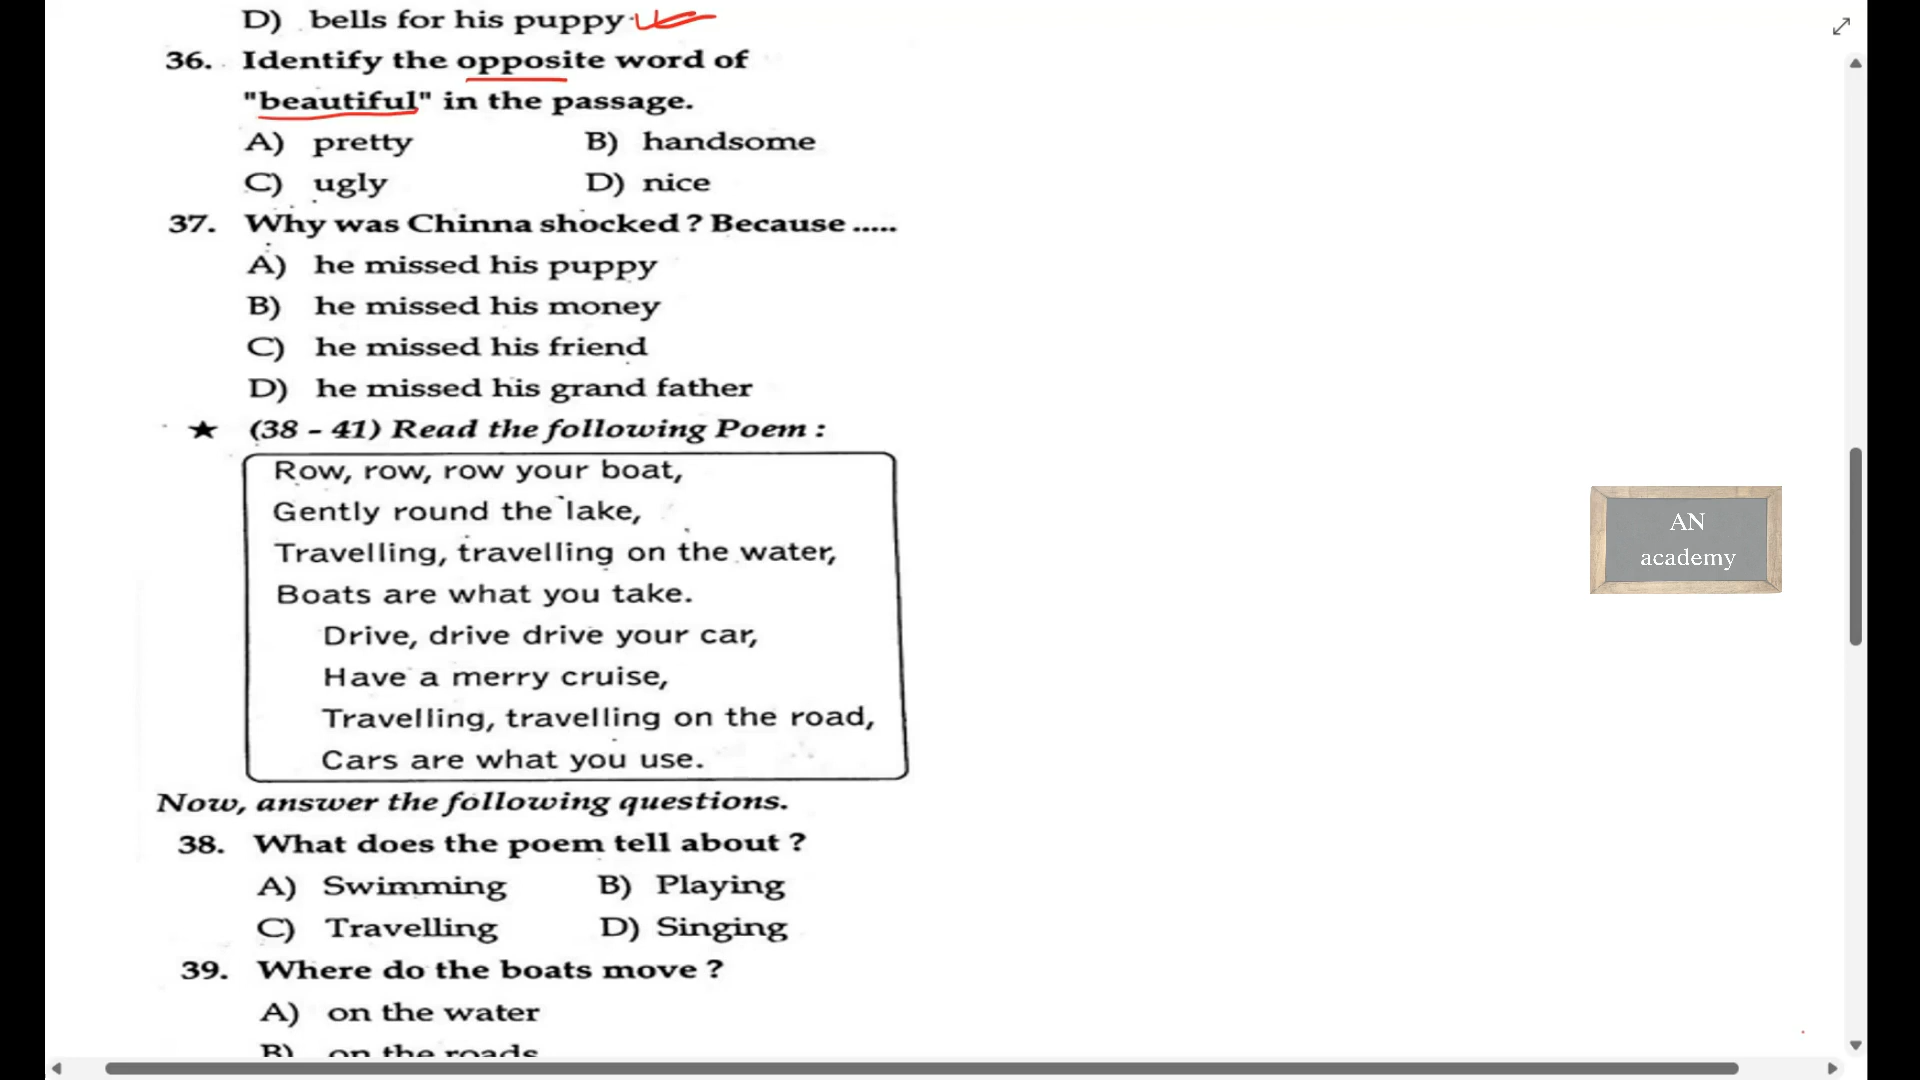 D) bells for his puppy
36. Identify the opposite word of
"beautiful" in the passage.
A) pretty B) handsome
C) ugly D) nice
37. Why was Chinna shocked ? Because .....
A) he missed his puppy
B) he missed his money
C) he missed his friend
D) he missed his grand father
★ (38 - 41) Read the following Poem :
Row, row, row your boat,
Gently round the lake,
Travelling, travelling on the water,
Boats are what you take.
Drive, drive drive your car,
Have a merry cruise,
Travelling, travelling on the road,
Cars are what you use.
Now, answer the following questions.
38. What does the poem tell about ?
A) Swimming B) Playing
C) Travelling D) Singing
39. Where do the boats move ?
A) on the water
B) on the roads
AN
academy